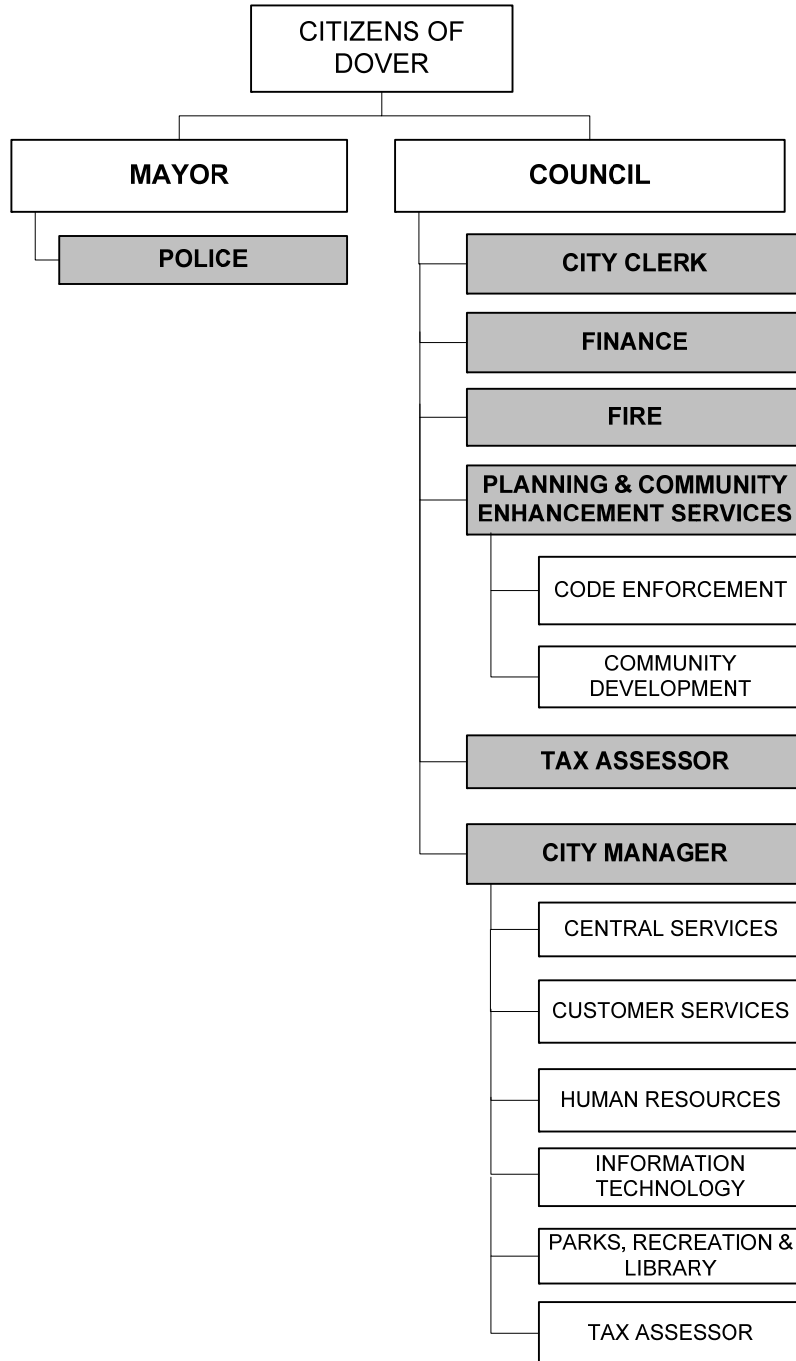 CITIZENS OF
DOVER
MAYOR
COUNCIL
POLICE
CITY CLERK
FINANCE
FIRE
PLANNING & COMMUNITY
ENHANCEMENT SERVICES
CODE ENFORCEMENT
COMMUNITY
DEVELOPMENT
TAX ASSESSOR
CITY MANAGER
CENTRAL SERVICES
CUSTOMER SERVICES
HUMAN RESOURCES
INFORMATION
TECHNOLOGY
PARKS, RECREATION &
LIBRARY
TAX ASSESSOR